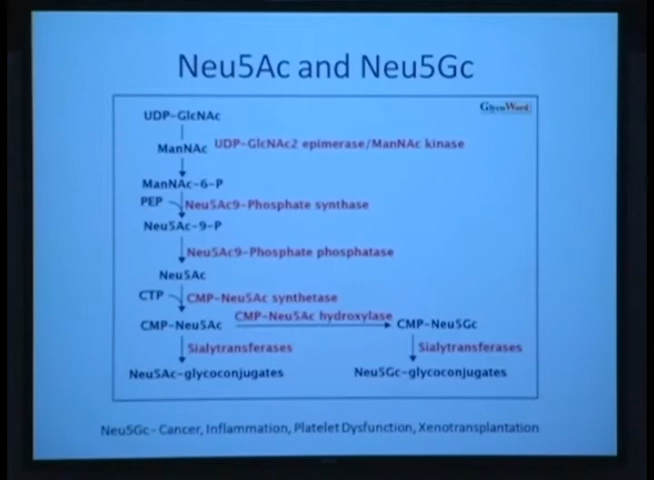 Neu5Ac and Neu5Gc
GlycoWord
UDP-GlcNAc
ManNAc UDP-GlcNAc2 epimerase/ManNAc kinase
ManNAc-6-P
PEP Neu5Ac9-Phosphate synthase
Neu5Ac-9-P
Neu5Ac9-Phosphate phosphatase
Neu5Ac
CTP CMP-Neu5Ac synthetase
CMP-Neu5Ac hydroxylase
CMP-Neu5Ac CMP-Neu5Gc
Sialytransferases Sialytransferases
Neu5Ac-glycoconjugates Neu5Gc-glycoconjugates
Neu5Gc - Cancer, Inflammation, Platelet Dysfunction, Xenotransplantation